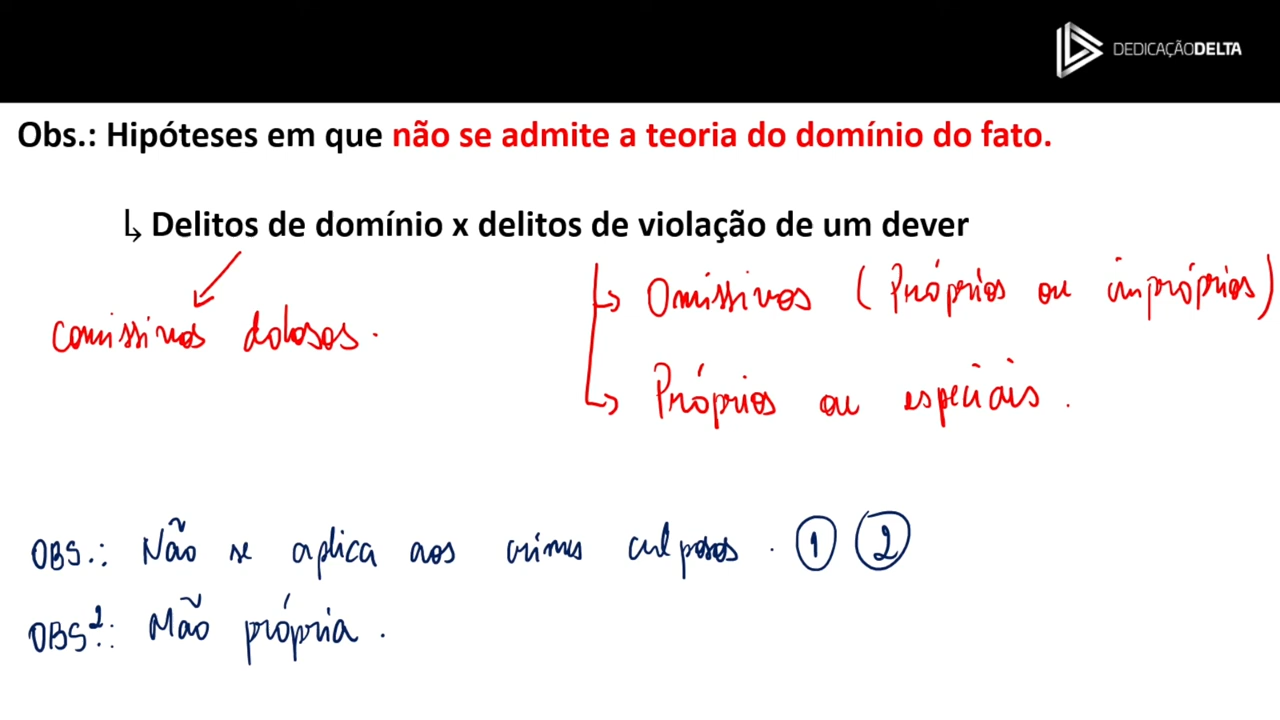 DEDICAÇÃODELTA
Obs.: Hipóteses em que não se admite a teoria do domínio do fato.
↳ Delitos de domínio x delitos de violação de um dever
Omissivos (Próprios ou impróprios)
comissivos dolosos.
Próprios ou especiais.
OBS.: Não se aplica aos crimes culposos. 1 2
OBS².: Mão própria.